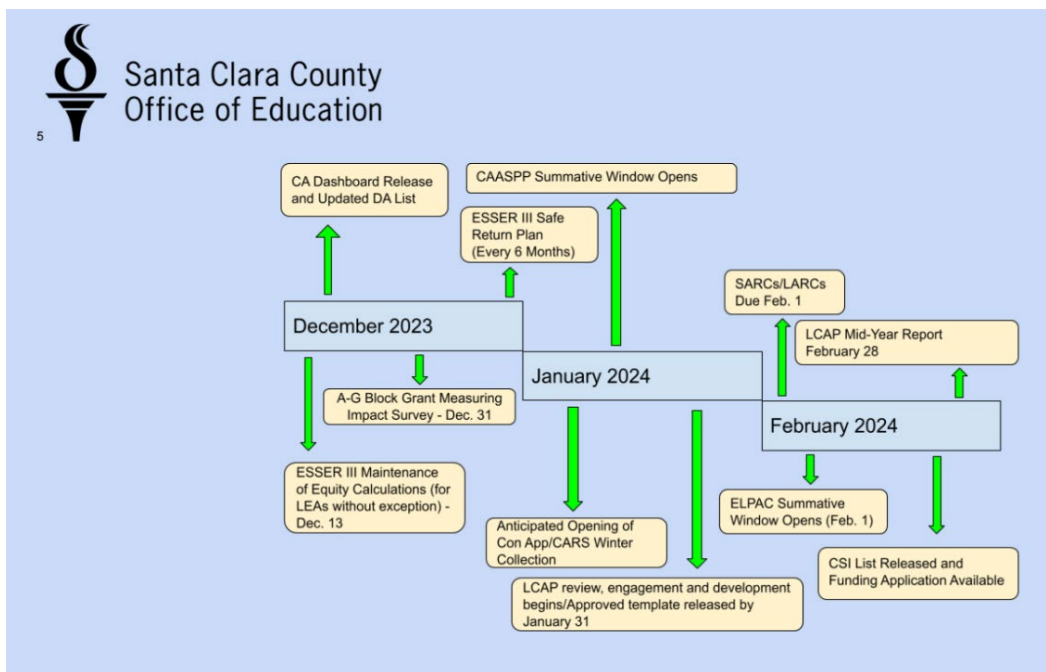 Santa Clara County
Office of Education
5
CA Dashboard Release
and Updated DA List
CAASPP Summative Window Opens
ESSER III Safe
Return Plan
(Every 6 Months)
SARCs/LARCs
Due Feb. 1
LCAP Mid-Year Report
February 28
December 2023
January 2024
February 2024
A-G Block Grant Measuring
Impact Survey - Dec. 31
ESSER III Maintenance
of Equity Calculations (for
LEAs without exception) -
Dec. 13
Anticipated Opening of
Con App/CARS Winter
Collection
LCAP review, engagement and development
begins/Approved template released by
January 31
ELPAC Summative
Window Opens (Feb. 1)
CSI List Released and
Funding Application Available